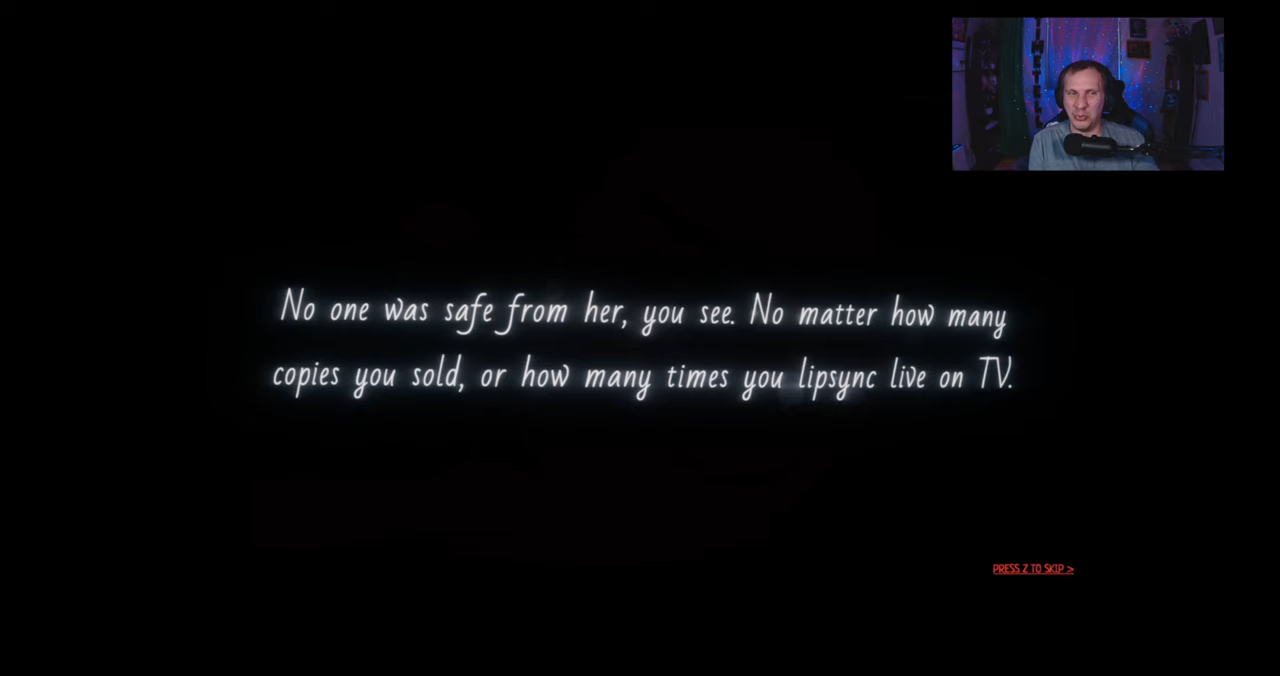 No one was safe from her, you see. No matter how many
copies you sold, or how many times you lipsync live on TV.
PRESS Z TO SKIP >